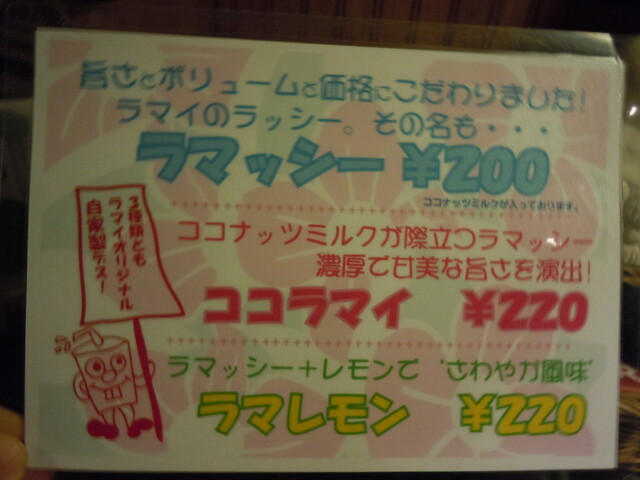 旨さとボリュームと価格にこだわりました!
ラマイのラッシー。その名も・・・
ラマッシー ¥200
ココナッツミルクが入っております。
ココナッツミルクが際立つラマッシー
濃厚で甘美な旨さを演出!
ココラマイ ¥220
ラマッシー+レモンで“さわやか風味”
ラマレモン ¥220
3種類とも
ラマイオリジナル
自家製デス!